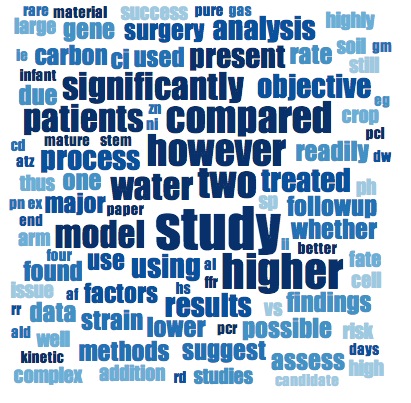 rare material success pure gas
large gene surgery analysis highly
ie carbon ci used present rate soil gm
still
infant significantly objective
due eg
patients zn compared crop
nl pcl
cd mature stem however readily dw
atz process
thus one water two treated ph
pn ex major sp followup
end paper
arm model study whether
ii better
four use using al higher fate
found cell
issue af factors hs ffr
rr data results vs findings
strain lower pcr possible risk
ald well
kinetic methods suggest assess days
high
complex addition rd studies candidate